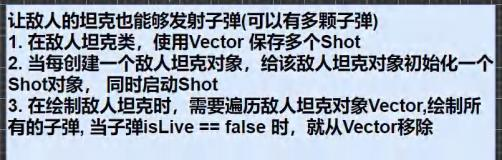 让敌人的坦克也能够发射子弹(可以有多颗子弹)
1. 在敌人坦克类，使用Vector 保存多个Shot
2. 当每创建一个敌人坦克对象，给该敌人坦克对象初始化一个
Shot对象， 同时启动Shot
3. 在绘制敌人坦克时，需要遍历敌人坦克对象Vector,绘制所
有的子弹, 当子弹isLive == false 时，就从Vector移除